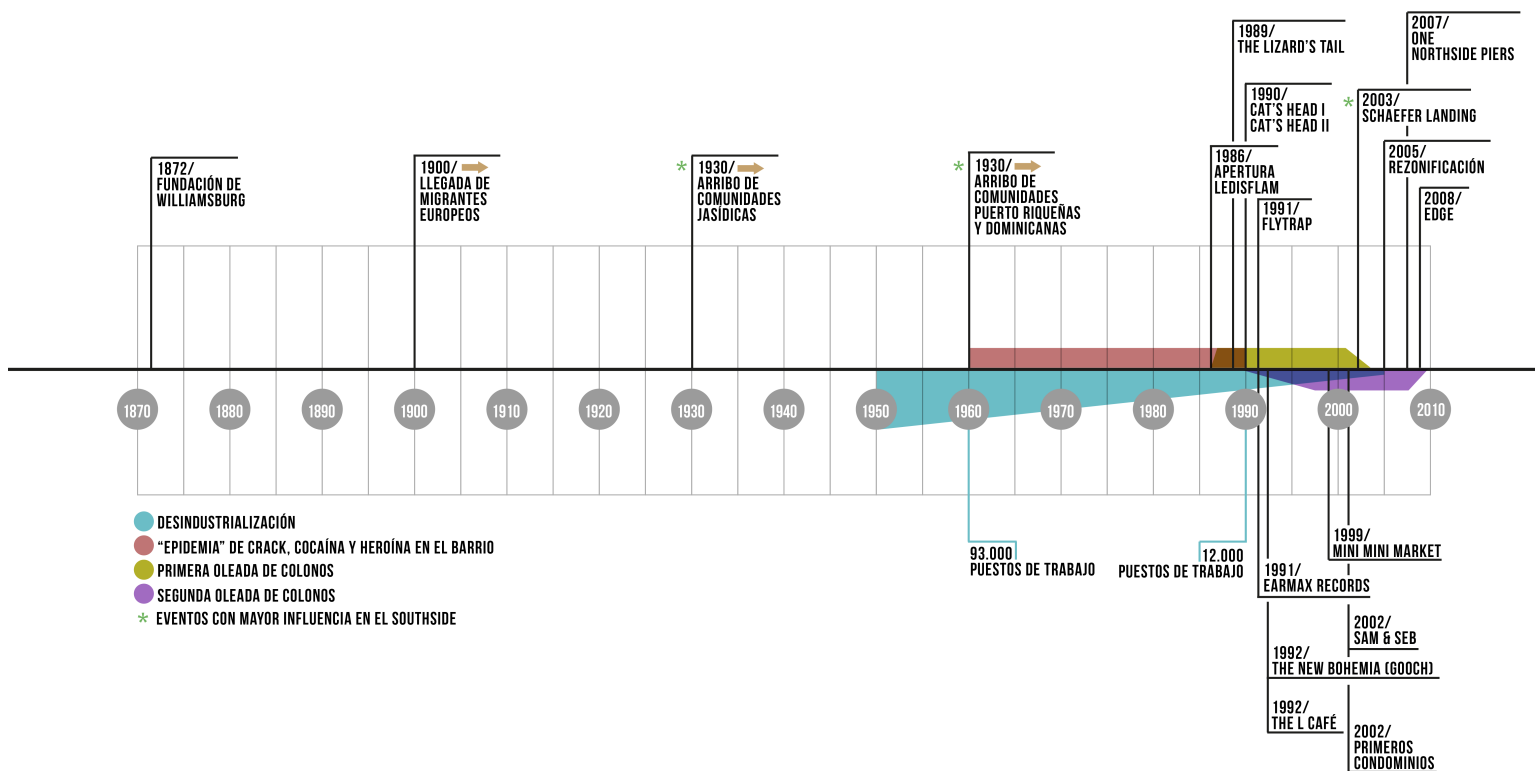 1872/
FUNDACIÓN DE
WILLIAMSBURG
1900/
LLEGADA DE
MIGRANTES
EUROPEOS
* 1930/
ARRIBO DE
COMUNIDADES
JASÍDICAS
* 1930/
ARRIBO DE
COMUNIDADES
PUERTO RIQUEÑAS
Y DOMINICANAS
1986/
APERTURA
LEDISFLAM
1989/
THE LIZARD'S TAIL
1990/
CAT'S HEAD I
CAT'S HEAD II
1991/
FLYTRAP
* 2003/
SCHAEFER LANDING
2007/
ONE
NORTHSIDE PIERS
2005/
REZONIFICACIÓN
2008/
EDGE
1870 1880 1890 1900 1910 1920 1930 1940 1950 1960 1970 1980 1990 2000 2010
DESINDUSTRIALIZACIÓN
"EPIDEMIA" DE CRACK, COCAÍNA Y HEROÍNA EN EL BARRIO
PRIMERA OLEADA DE COLONOS
SEGUNDA OLEADA DE COLONOS
* EVENTOS CON MAYOR INFLUENCIA EN EL SOUTHSIDE
93.000
PUESTOS DE TRABAJO
12.000
PUESTOS DE TRABAJO
1999/
MINI MINI MARKET
1991/
EARMAX RECORDS
2002/
SAM & SEB
1992/
THE NEW BOHEMIA (GOOCH)
1992/
THE L CAFÉ
2002/
PRIMEROS
CONDOMINIOS